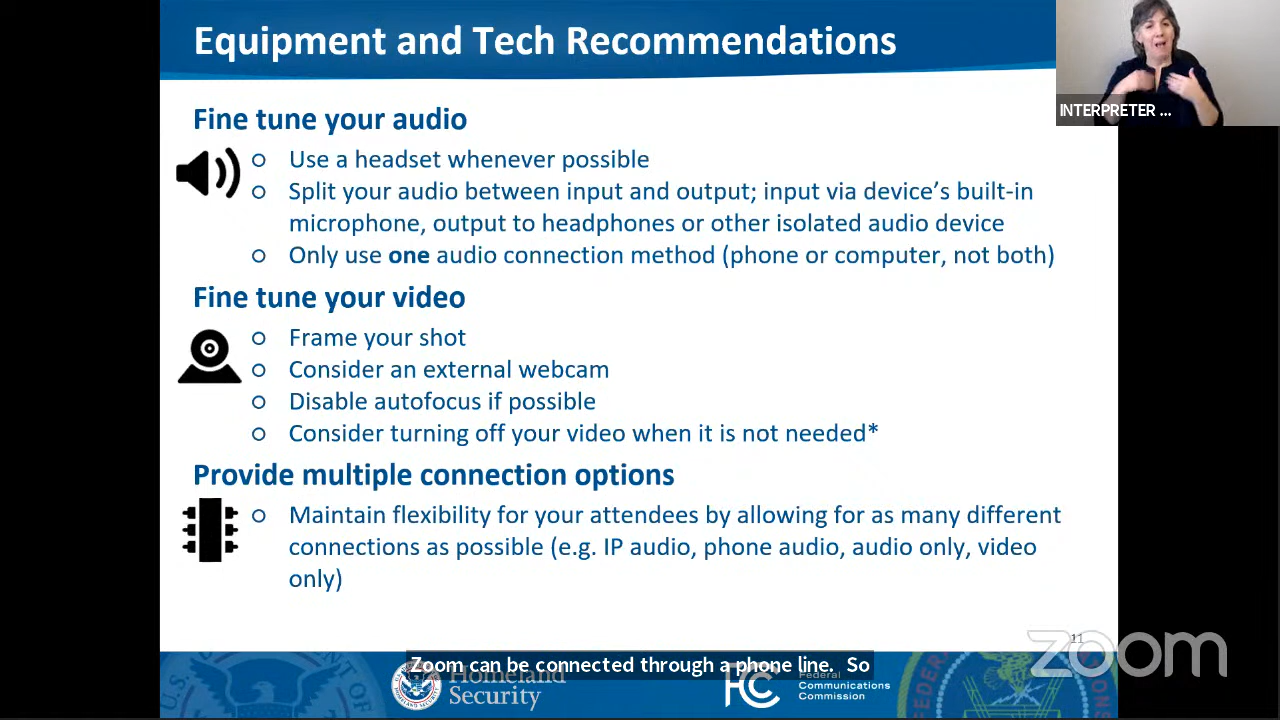 Equipment and Tech Recommendations
INTERPRETER ...
Fine tune your audio
Use a headset whenever possible
Split your audio between input and output; input via device's built-in
microphone, output to headphones or other isolated audio device
Only use one audio connection method (phone or computer, not both)
Fine tune your video
Frame your shot
Consider an external webcam
Disable autofocus if possible
Consider turning off your video when it is not needed*
Provide multiple connection options
Maintain flexibility for your attendees by allowing for as many different
connections as possible (e.g. IP audio, phone audio, audio only, video
only)
11
zoom
Zoom can be connected through a phone line. So
Homeland
Security
FCC
Federal
Communications
Commission